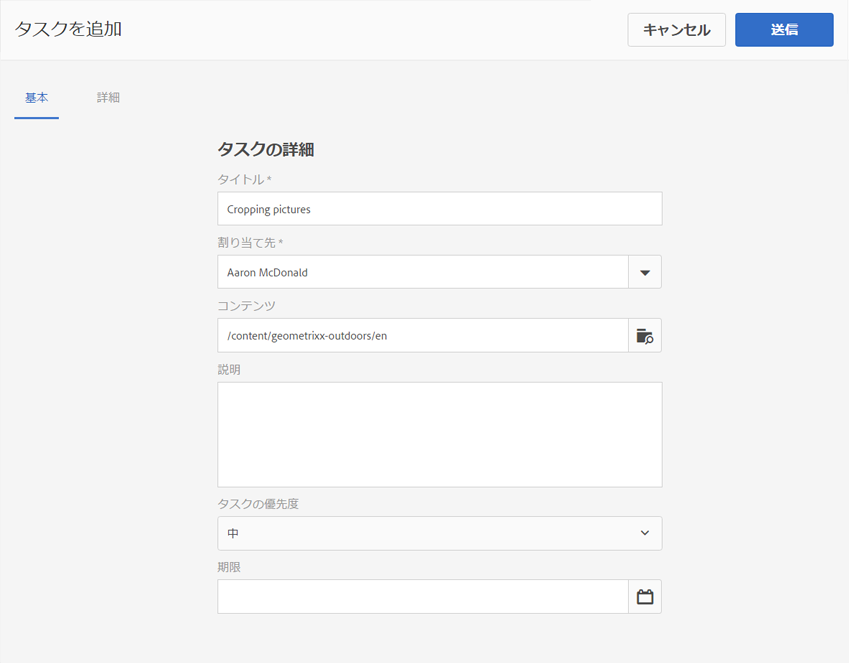 タスクを追加
キャンセル
送信
基本
詳細
タスクの詳細
タイトル *
Cropping pictures
割り当て先 *
Aaron McDonald
コンテンツ
/content/geometrixx-outdoors/en
説明
タスクの優先度
中
期限